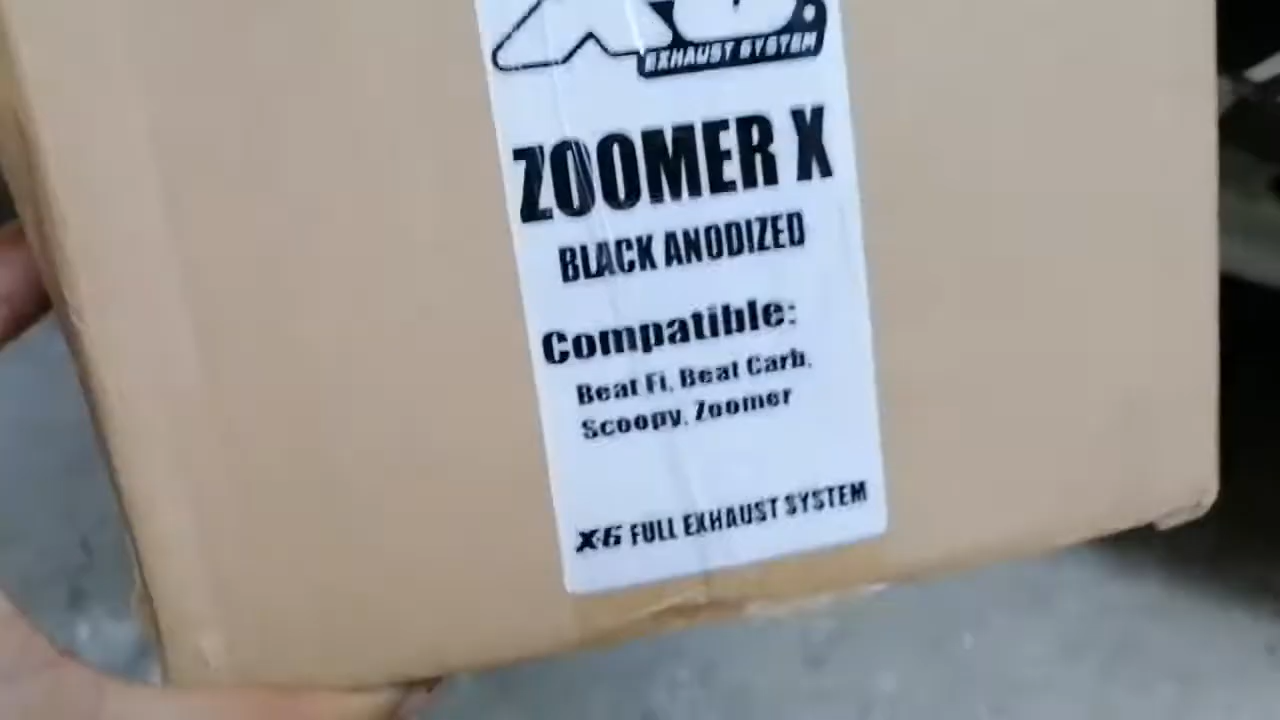 EXHAUST SYSTEM
ZOOMER X
BLACK ANODIZED
Compatible:
Beat Fi, Beat Carb,
Scoopy, Zoomer
X-6 FULL EXHAUST SYSTEM